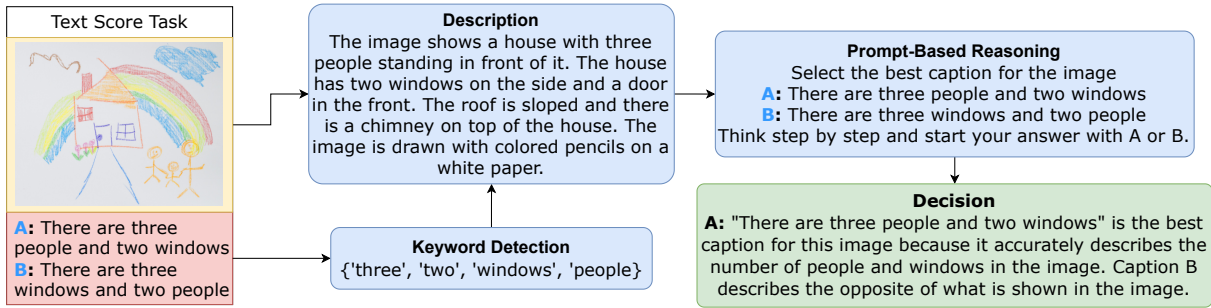 Text Score Task
A: There are three
people and two windows
B: There are three
windows and two people
Description
The image shows a house with three
people standing in front of it. The house
has two windows on the side and a door
in the front. The roof is sloped and there
is a chimney on top of the house. The
image is drawn with colored pencils on a
white paper.
Keyword Detection
{'three', 'two', 'windows', 'people}
Prompt-Based Reasoning
Select the best caption for the image
A: There are three people and two windows
B: There are three windows and two people
Think step by step and start your answer with A or B.
Decision
A: "There are three people and two windows" is the best
caption for this image because it accurately describes the
number of people and windows in the image. Caption B
describes the opposite of what is shown in the image.